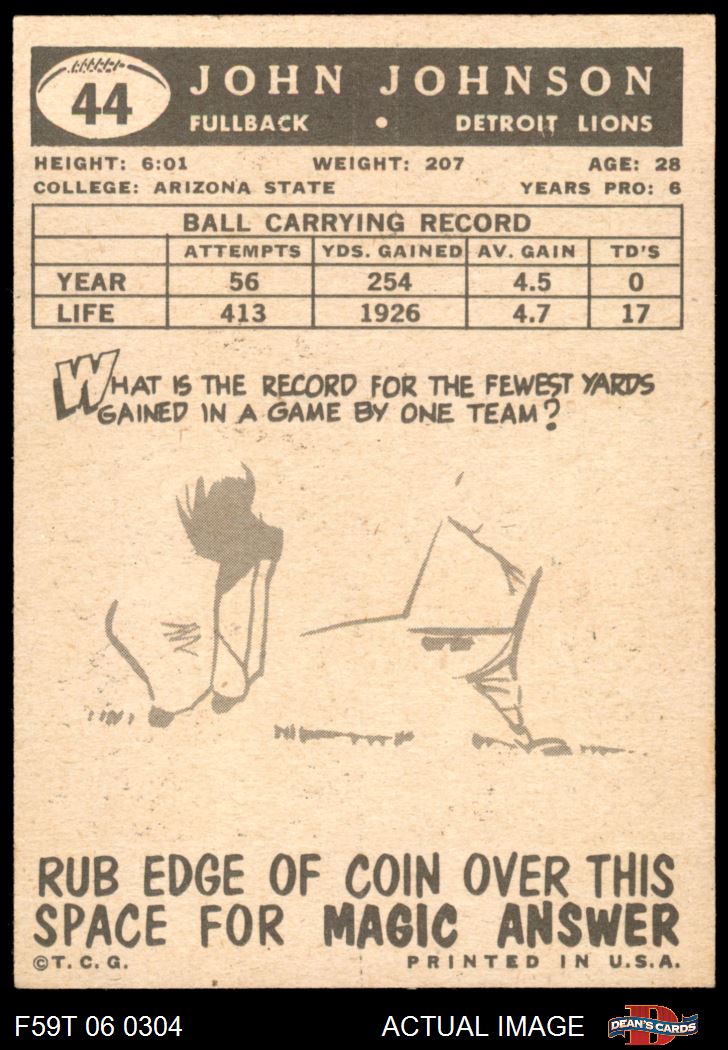 44
JOHN JOHNSON
FULLBACK • DETROIT LIONS
HEIGHT: 6:01 WEIGHT: 207 AGE: 28
COLLEGE: ARIZONA STATE YEARS PRO: 6
BALL CARRYING RECORD
ATTEMPTS YDS. GAINED AV. GAIN TD'S
YEAR 56 254 4.5 0
LIFE 413 1926 4.7 17
WHAT IS THE RECORD FOR THE FEWEST YARDS
GAINED IN A GAME BY ONE TEAM?
RUB EDGE OF COIN OVER THIS
SPACE FOR MAGIC ANSWER
©T.C.G. PRINTED IN U.S.A.
F59T 06 0304 ACTUAL IMAGE D DEAN'S CARDS